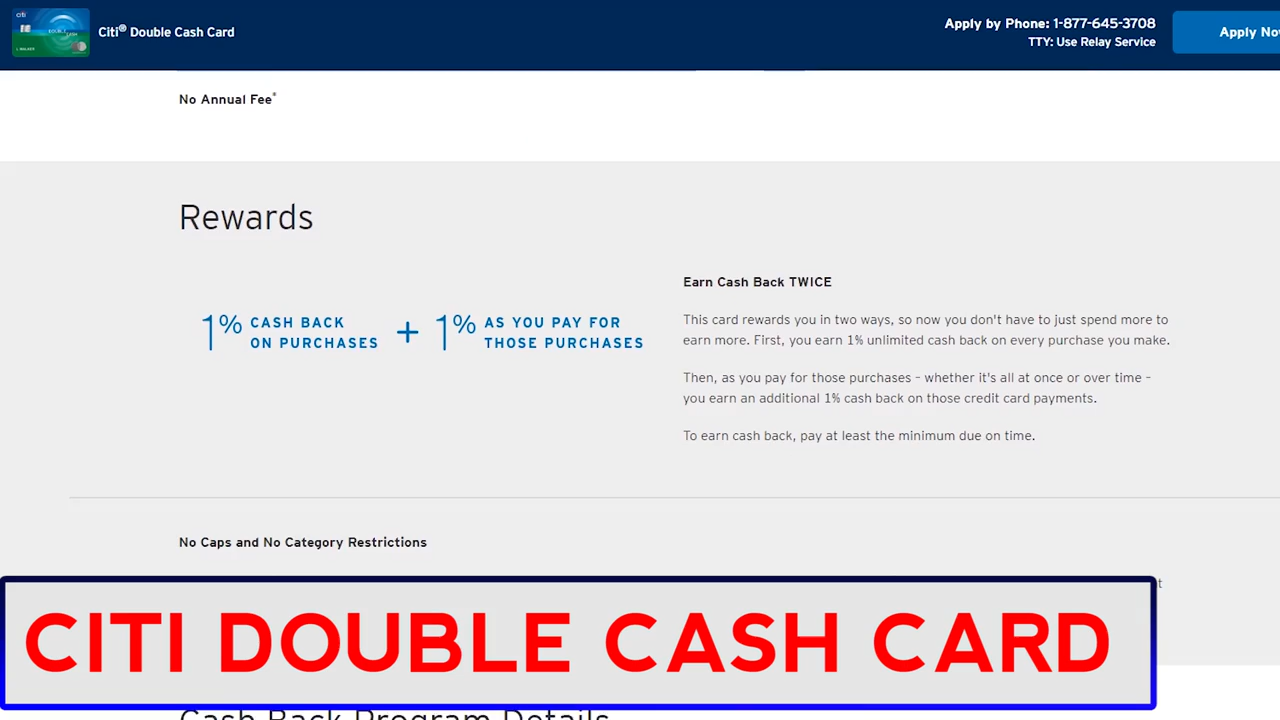 citi
DOUBLE CASH
Citi® Double Cash Card
Apply by Phone: 1-877-645-3708
TTY: Use Relay Service
No Annual Fee*
Rewards
1% CASH BACK ON PURCHASES + 1% AS YOU PAY FOR THOSE PURCHASES
Earn Cash Back TWICE
This card rewards you in two ways, so now you don't have to just spend more to
earn more. First, you earn 1% unlimited cash back on every purchase you make.
Then, as you pay for those purchases – whether it's all at once or over time –
you earn an additional 1% cash back on those credit card payments.
To earn cash back, pay at least the minimum due on time.
No Caps and No Category Restrictions
CITI DOUBLE CASH CARD
Cash Back Program Details